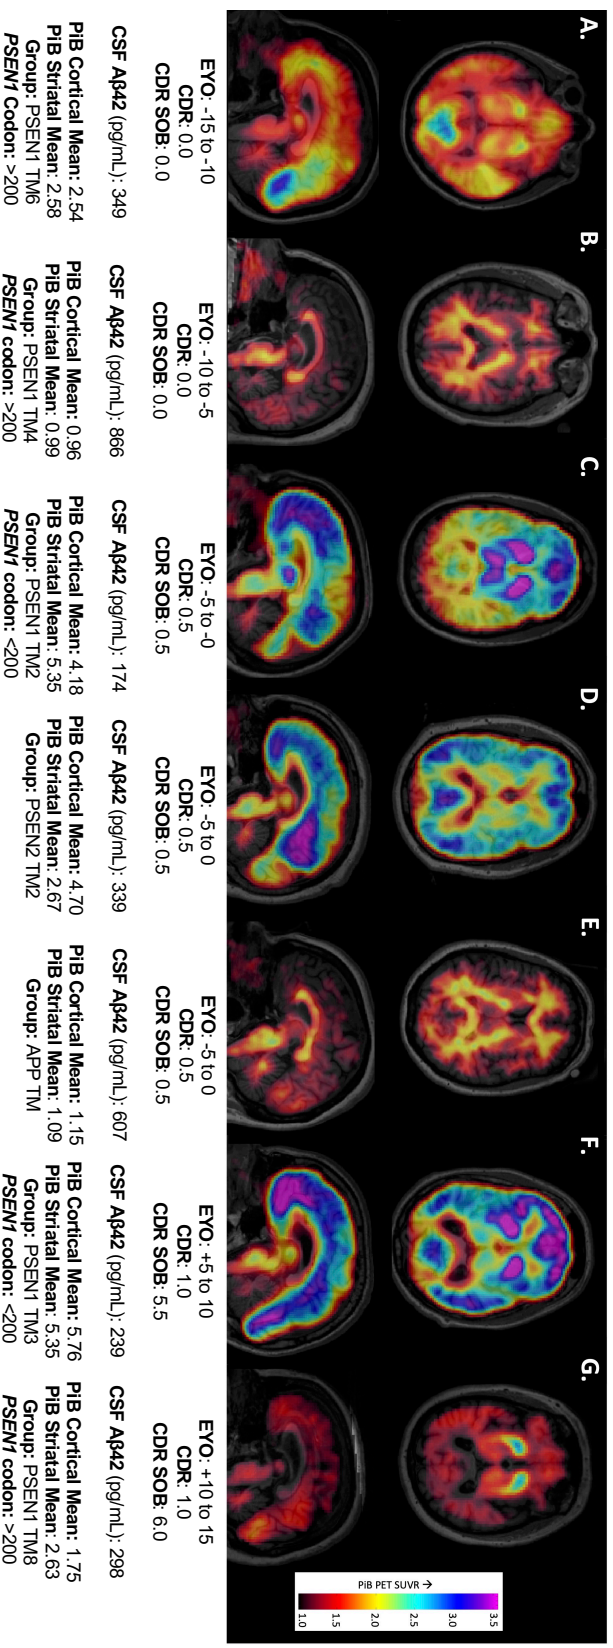 A.
EYO: -15 to -10
CDR: 0.0
CDR SOB: 0.0
CSF Aβ42 (pg/mL): 349
PiB Cortical Mean: 2.54
PiB Striatal Mean: 2.58
Group: PSEN1 TM6
PSEN1 Codon: >200
B.
EYO: -10 to -5
CDR: 0.0
CDR SOB: 0.0
CSF Aβ42 (pg/mL): 866
PiB Cortical Mean: 0.96
PiB Striatal Mean: 0.99
Group: PSEN1 TM4
PSEN1 codon: >200
C.
EYO: -5 to -0
CDR: 0.5
CDR SOB: 0.5
CSF Aβ42 (pg/mL): 174
PiB Cortical Mean: 4.18
PiB Striatal Mean: 5.35
Group: PSEN1 TM2
PSEN1 codon: <200
D.
EYO: -5 to 0
CDR: 0.5
CDR SOB: 0.5
CSF Aβ42 (pg/mL): 339
PiB Cortical Mean: 4.70
PiB Striatal Mean: 2.67
Group: PSEN2 TM2
E.
EYO: -5 to 0
CDR: 0.5
CDR SOB: 0.5
CSF Aβ42 (pg/mL): 607
PiB Cortical Mean: 1.15
PiB Striatal Mean: 1.09
Group: APP TM
F.
EYO: +5 to 10
CDR: 1.0
CDR SOB: 5.5
CSF Aβ42 (pg/mL): 239
PiB Cortical Mean: 5.76
PiB Striatal Mean: 5.35
Group: PSEN1 TM3
PSEN1 codon: <200
G.
EYO: +10 to 15
CDR: 1.0
CDR SOB: 6.0
CSF Aβ42 (pg/mL): 298
PiB Cortical Mean: 1.75
PiB Striatal Mean: 2.63
Group: PSEN1 TM8
PSEN1 codon: >200
PiB PET SUVR →
1.0 1.5 2.0 2.5 3.0 3.5